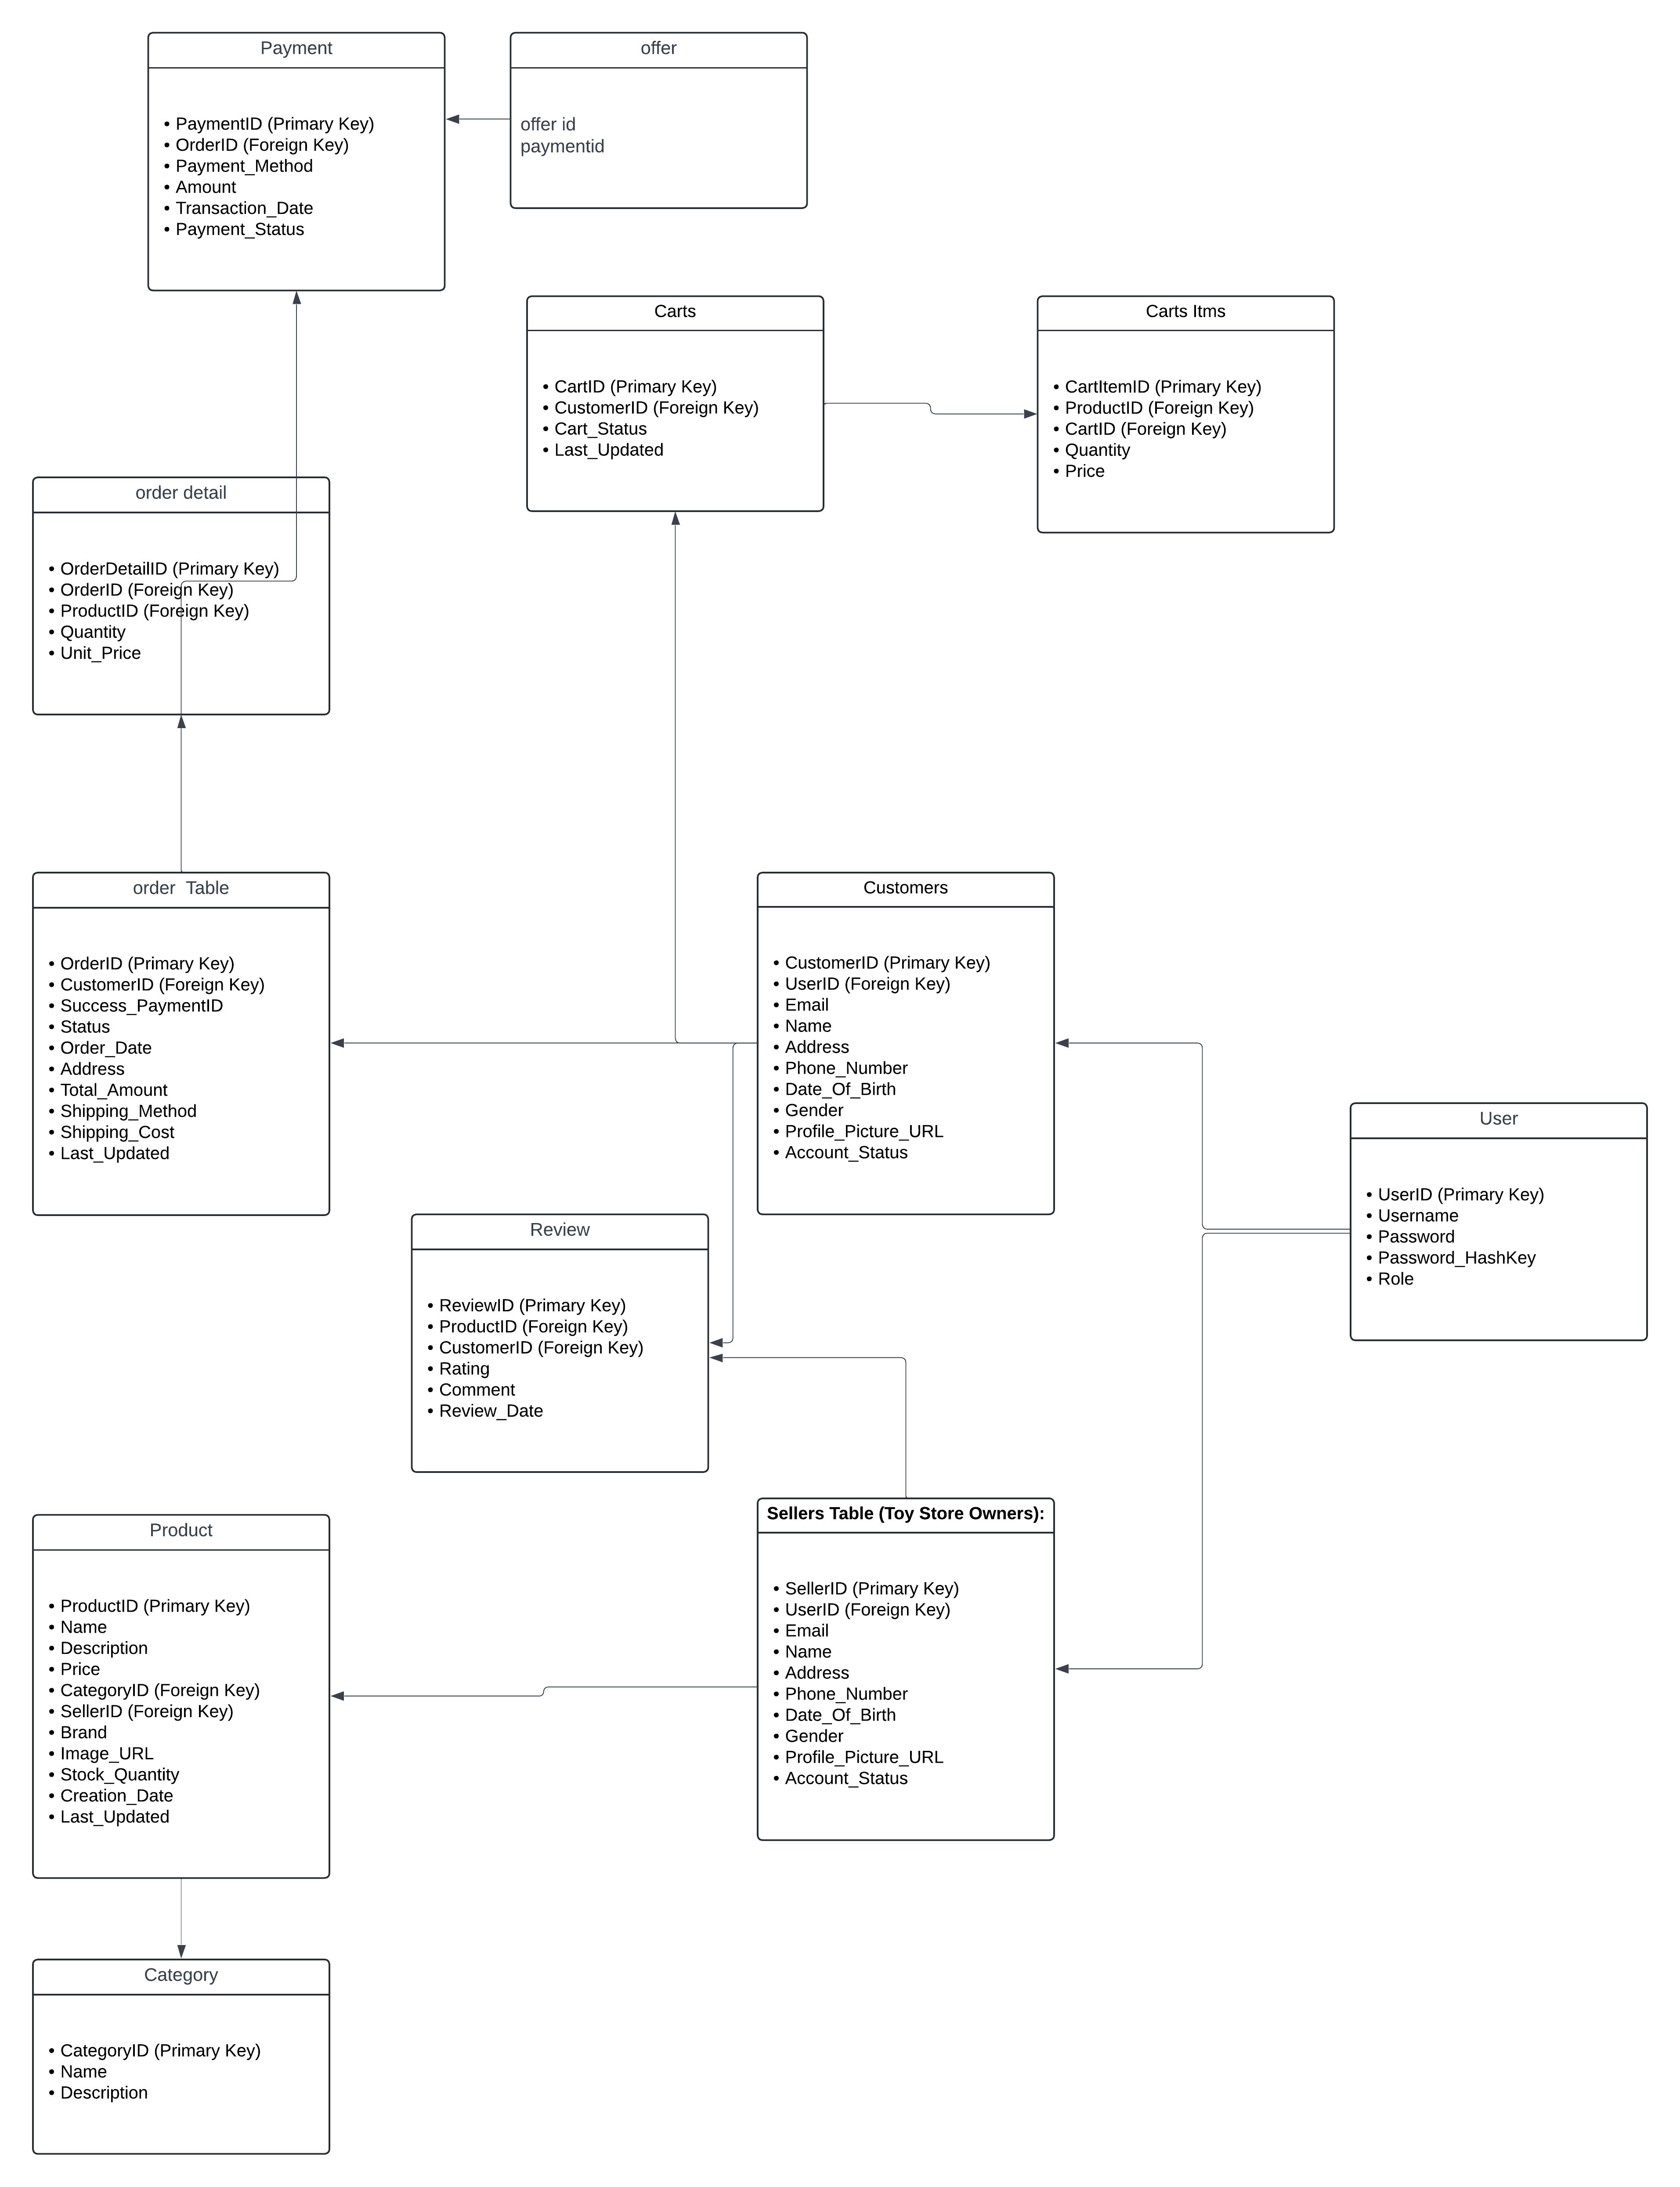 Payment
• PaymentID (Primary Key)
• OrderID (Foreign Key)
• Payment_Method
• Amount
• Transaction_Date
• Payment_Status
offer
offer id
paymentid
Carts
• CartID (Primary Key)
• CustomerID (Foreign Key)
• Cart_Status
• Last_Updated
Carts Itms
• CartItemID (Primary Key)
• ProductID (Foreign Key)
• CartID (Foreign Key)
• Quantity
• Price
order detail
• OrderDetailID (Primary Key)
• OrderID (Foreign Key)
• ProductID (Foreign Key)
• Quantity
• Unit_Price
order  Table
• OrderID (Primary Key)
• CustomerID (Foreign Key)
• Success_PaymentID
• Status
• Order_Date
• Address
• Total_Amount
• Shipping_Method
• Shipping_Cost
• Last_Updated
Customers
• CustomerID (Primary Key)
• UserID (Foreign Key)
• Email
• Name
• Address
• Phone_Number
• Date_Of_Birth
• Gender
• Profile_Picture_URL
• Account_Status
User
• UserID (Primary Key)
• Username
• Password
• Password_HashKey
• Role
Review
• ReviewID (Primary Key)
• ProductID (Foreign Key)
• CustomerID (Foreign Key)
• Rating
• Comment
• Review_Date
Sellers Table (Toy Store Owners):
• SellerID (Primary Key)
• UserID (Foreign Key)
• Email
• Name
• Address
• Phone_Number
• Date_Of_Birth
• Gender
• Profile_Picture_URL
• Account_Status
Product
• ProductID (Primary Key)
• Name
• Description
• Price
• CategoryID (Foreign Key)
• SellerID (Foreign Key)
• Brand
• Image_URL
• Stock_Quantity
• Creation_Date
• Last_Updated
Category
• CategoryID (Primary Key)
• Name
• Description